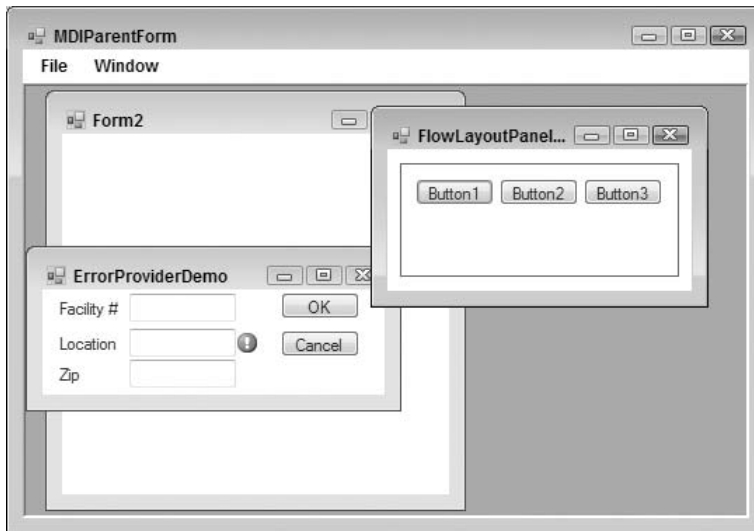 MDIParentForm
File Window
Form2
FlowLayoutPanel...
Button1 Button2 Button3
ErrorProviderDemo
Facility # OK
Location Cancel
Zip